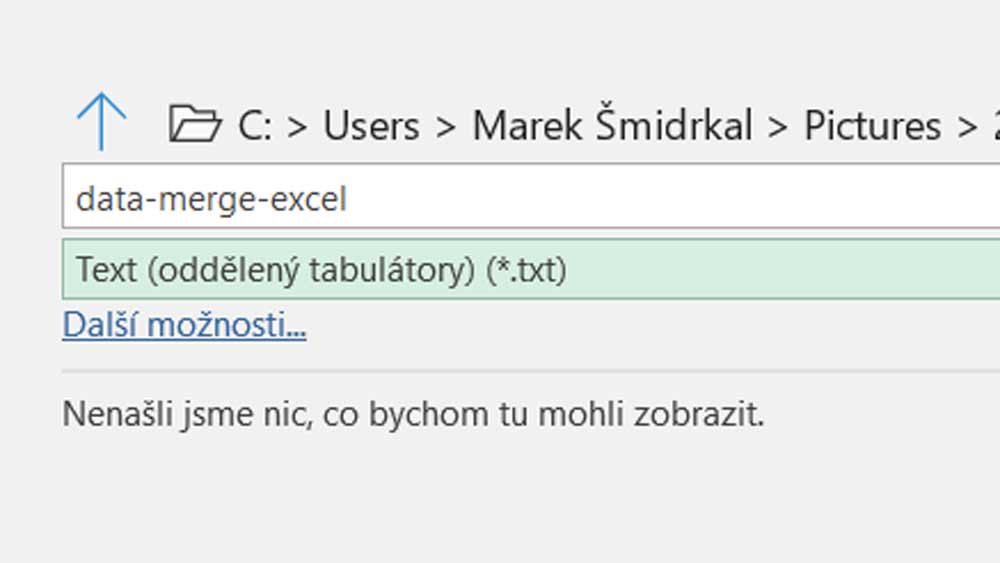 C: > Users > Marek Šmidrkal > Pictures >
data-merge-excel
Text (oddělený tabulátory) (*.txt)
Další možnosti...
Nenašli jsme nic, co bychom tu mohli zobrazit.